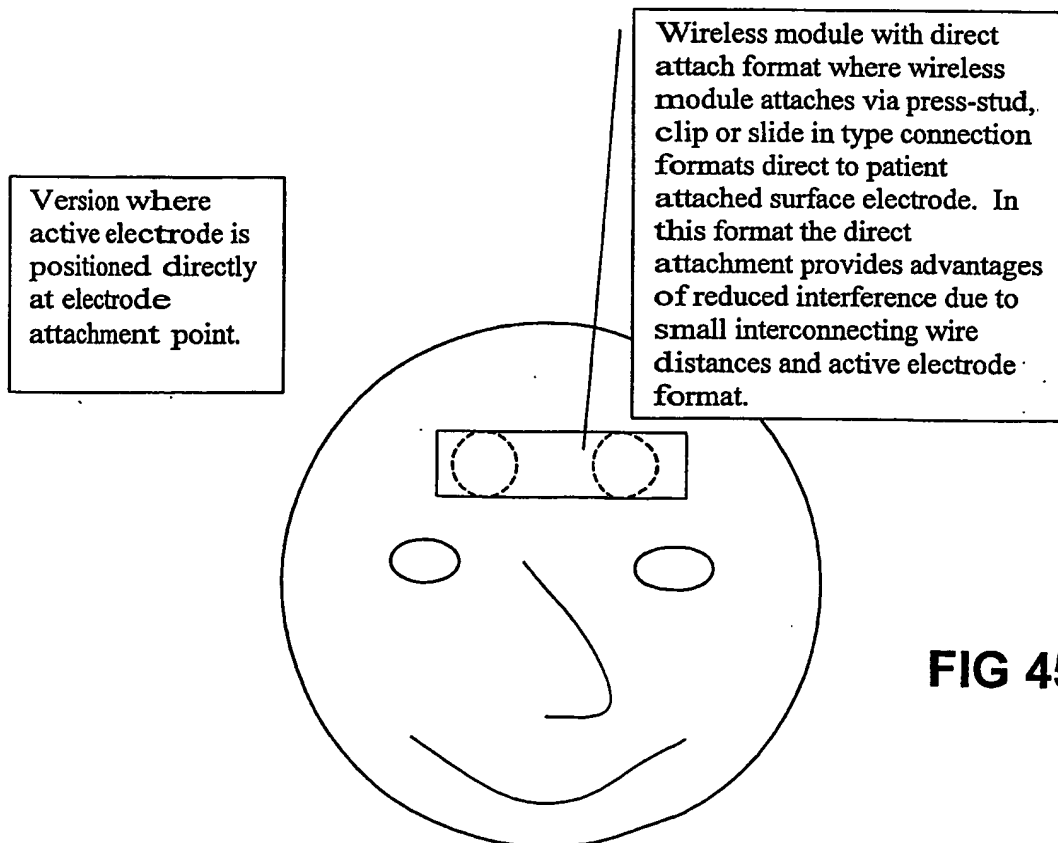 Wireless module with direct
attach format where wireless
module attaches via press-stud,
clip or slide in type connection
formats direct to patient
attached surface electrode. In
this format the direct
attachment provides advantages
of reduced interference due to
small interconnecting wire
distances and active electrode
format.
Version where
active electrode is
positioned directly
at electrode
attachment point.
FIG 45